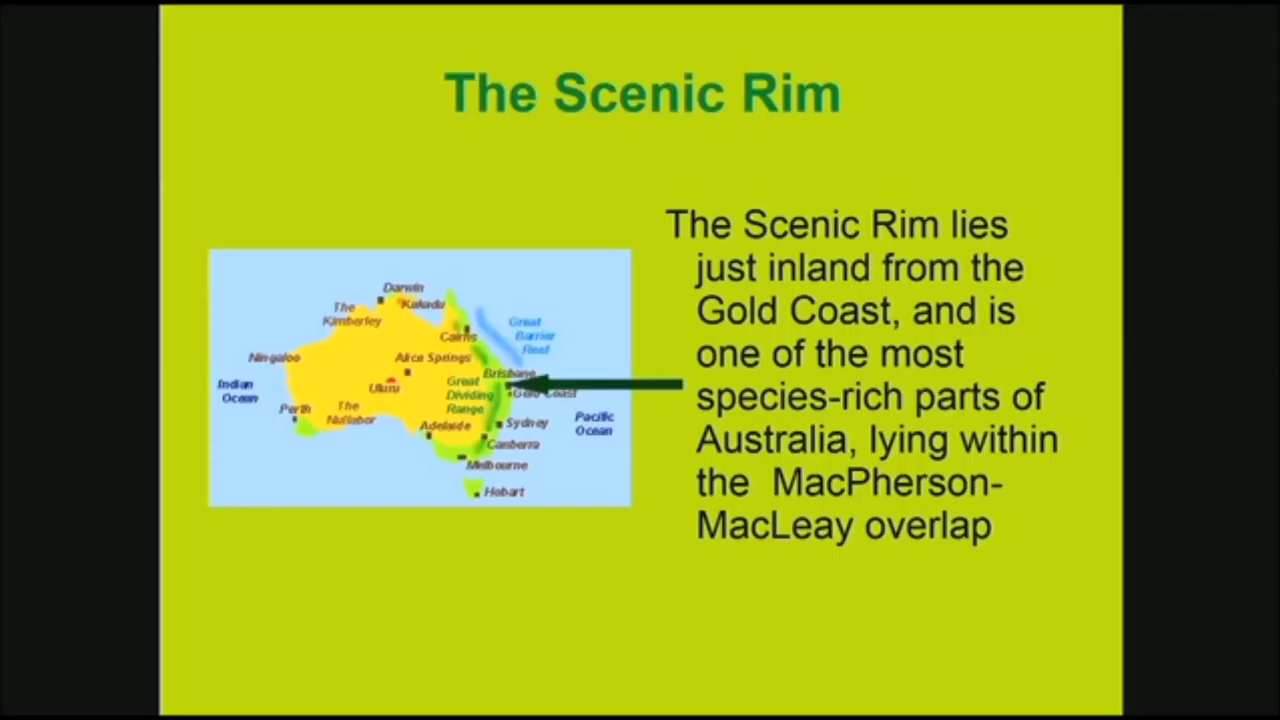 The Scenic Rim
The Scenic Rim lies
just inland from the
Gold Coast, and is
one of the most
species-rich parts of
Australia, lying within
the MacPherson-
MacLeay overlap
Darwin
Kakadu
The
Kimberley
Great
Barrier
Reef
Cairns
Ningaloo
Alice Springs
Brisbane
Indian
Ocean
Uluru
Great
Dividing
Range
Gold Coast
Perth
The
Nullabor
Adelaide
Sydney
Pacific
Ocean
Canberra
Melbourne
Hobart